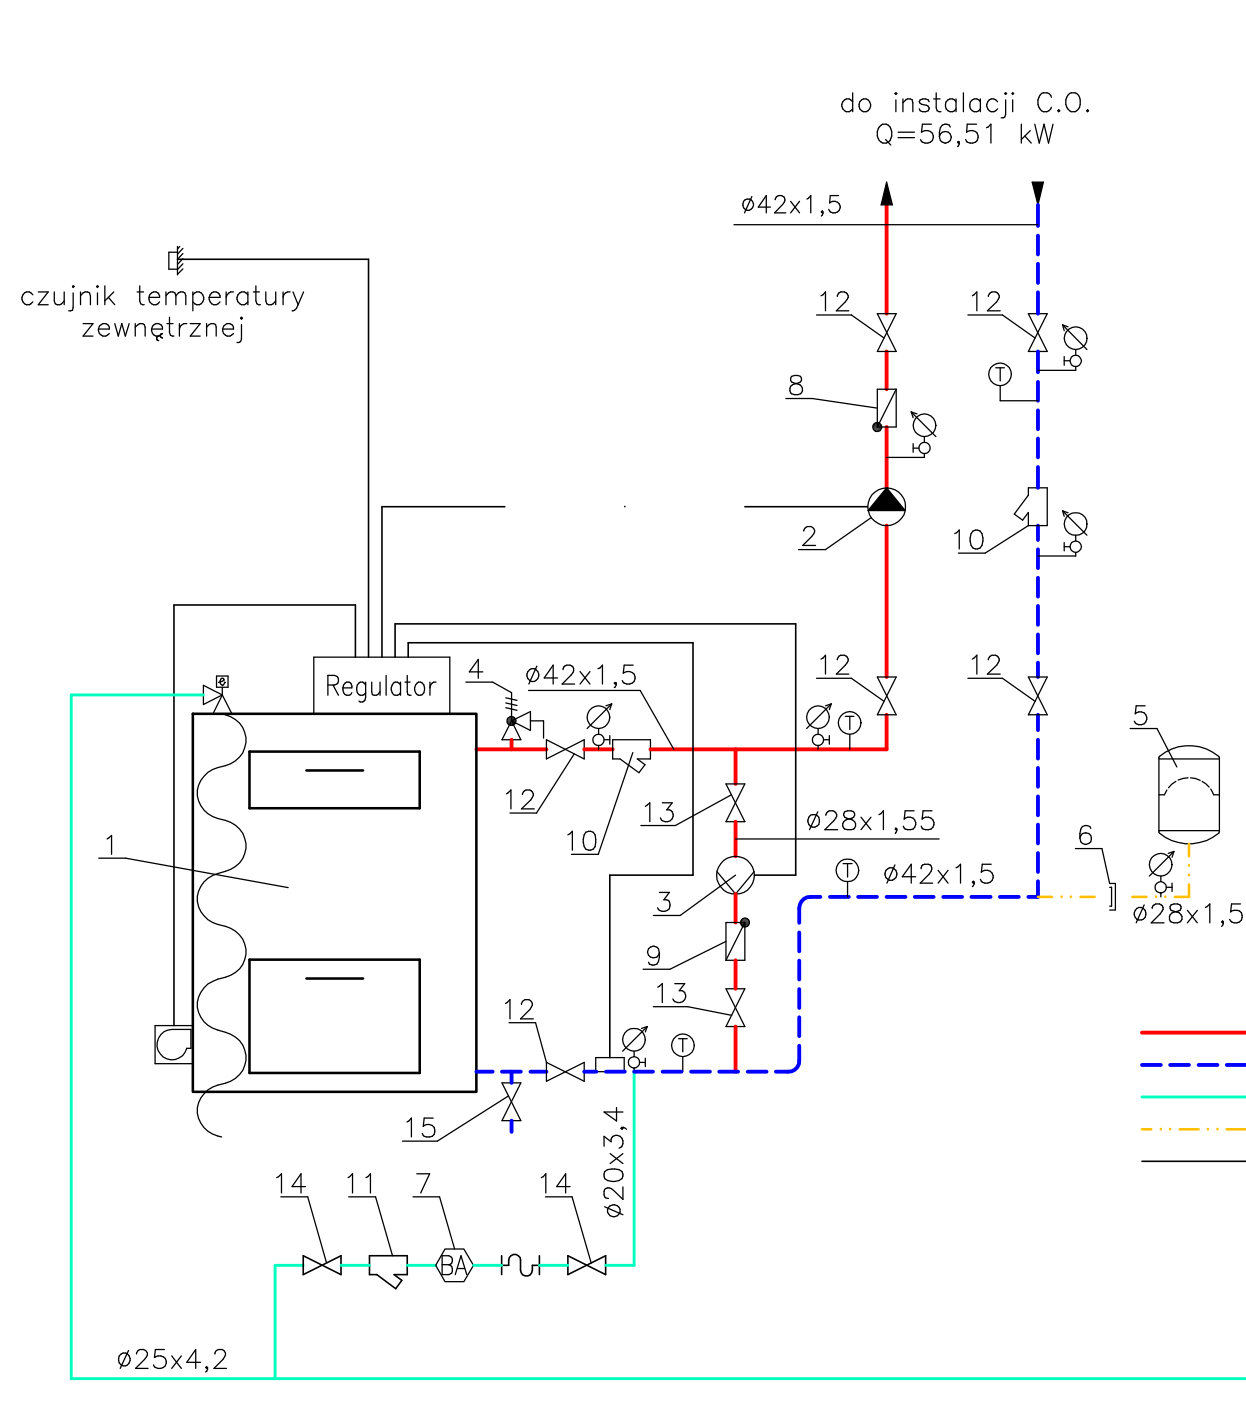 do instalacji C.O.
Q=56,51 kW
ø42x1,5
czujnik temperatury
zewnętrznej
12
12
T
8
2
10
Regulator
e
4
ø42x1,5
12
12
T
5
12
10
13
ø28x1,55
6
1
3
T
ø42x1,5
ø28x1,5
9
13
12
T
15
ø20x3,4
14
11
7
14
BA
ø25x4,2